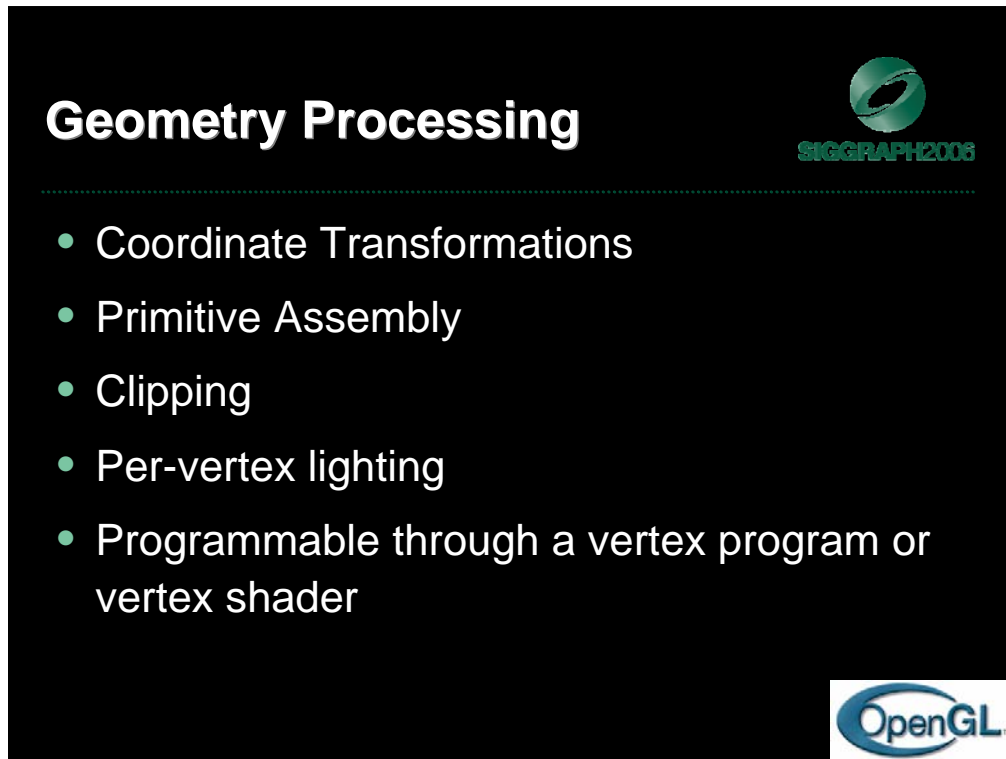 Geometry Processing
SIGGRAPH2006
• Coordinate Transformations
• Primitive Assembly
• Clipping
• Per-vertex lighting
• Programmable through a vertex program or
vertex shader
OpenGL.